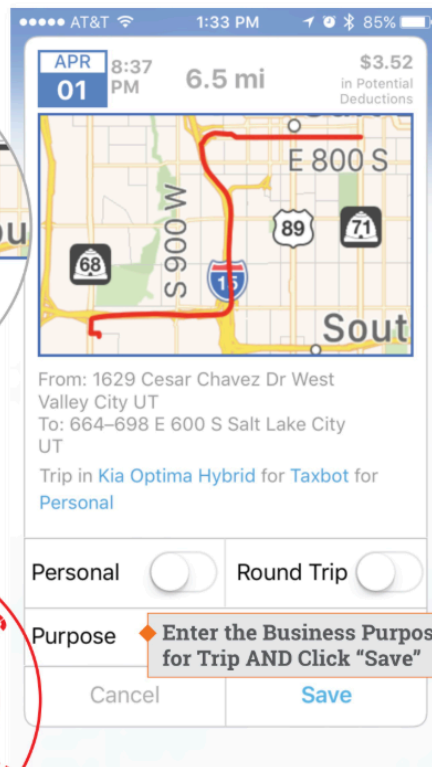 AT&T 1:33 PM 85%
APR 01 8:37 PM 6.5 mi $3.52 in Potential Deductions
E 800 S
S 900 W
89 71
68
15
Sout
From: 1629 Cesar Chavez Dr West
Valley City UT
To: 664–698 E 600 S Salt Lake City
UT
Trip in Kia Optima Hybrid for Taxbot for
Personal
Personal Round Trip
Purpose Enter the Business Purpos
for Trip AND Click “Save”
Cancel Save